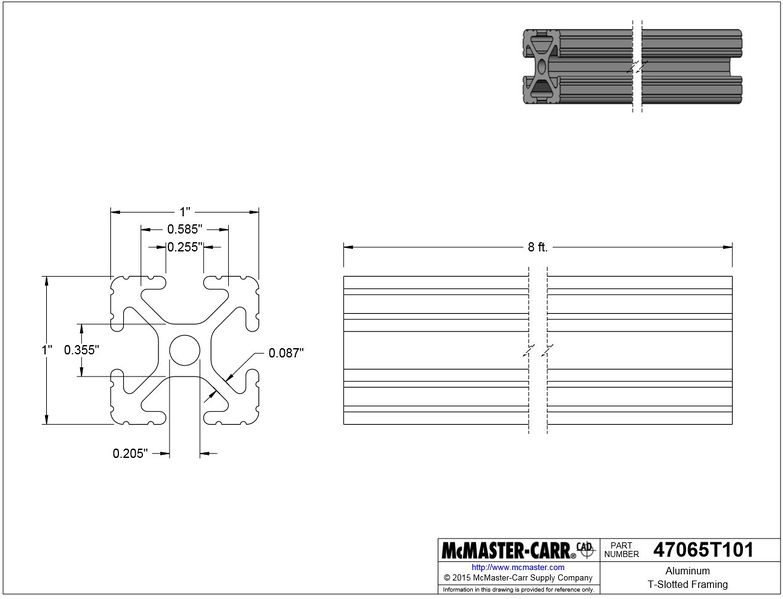 1"
0.585"
0.255"
8 ft.
1"
0.355"
0.087"
0.205"
McMASTER-CARR® CAD
http://www.mcmaster.com
© 2015 McMaster-Carr Supply Company
Information in this drawing is provided for reference only.
PART
NUMBER
47065T101
Aluminum
T-Slotted Framing